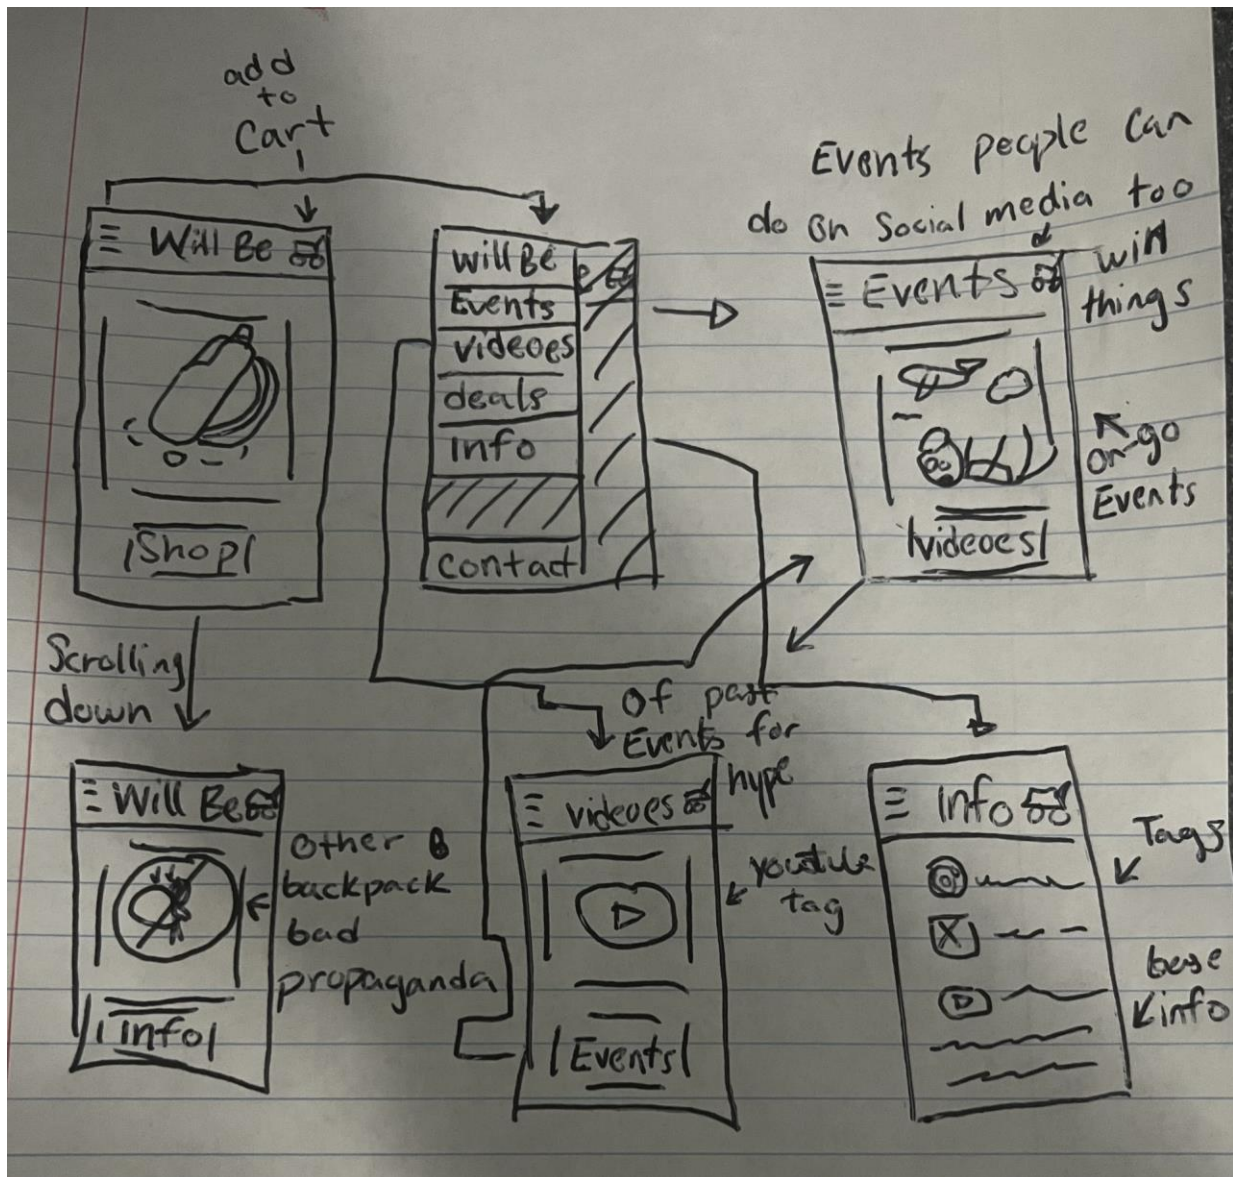 add
to
Cart
Will Be
Shop
Scrolling
down
will Be
Events
videoes
deals
info
contact
Events people can
do on social media too
win
things
Events
videoes
on-go
Events
Will Be
info
other
backpack
bad
propaganda
Of past
Events for
hype
videoes
youtube
tag
Events
info
Tags
base
info